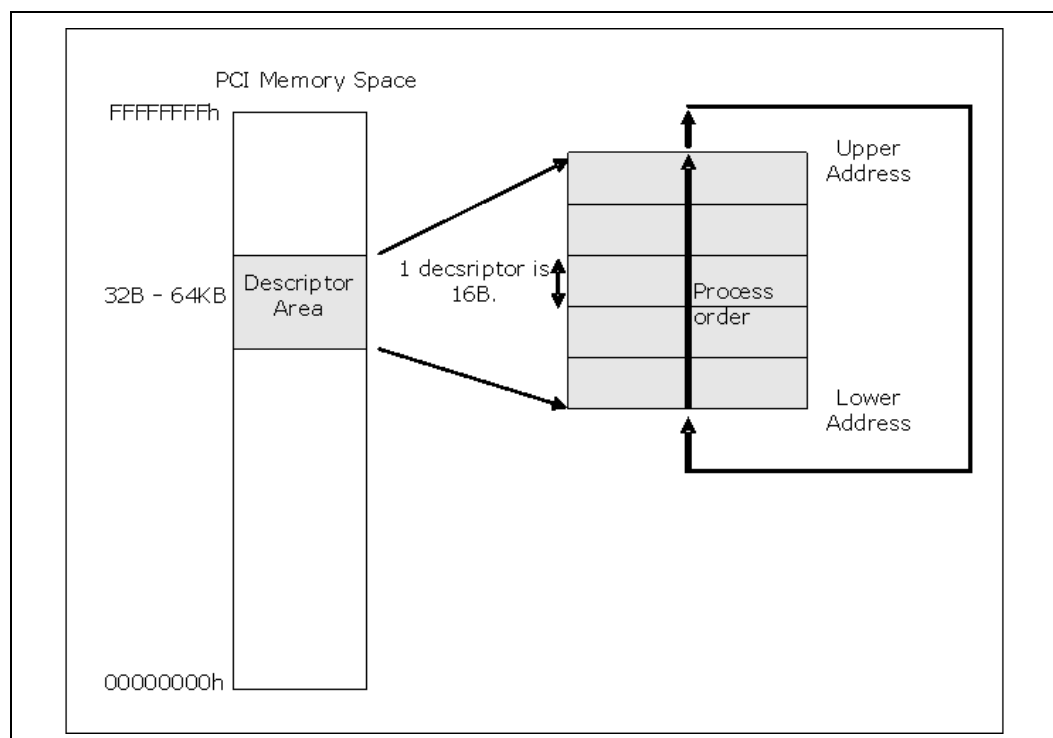 PCI Memory Space
FFFFFFFFh
Upper
Address
1 decsriptor is
16B.
Descriptor
Area
32B - 64KB
Process
order
Lower
Address
00000000h